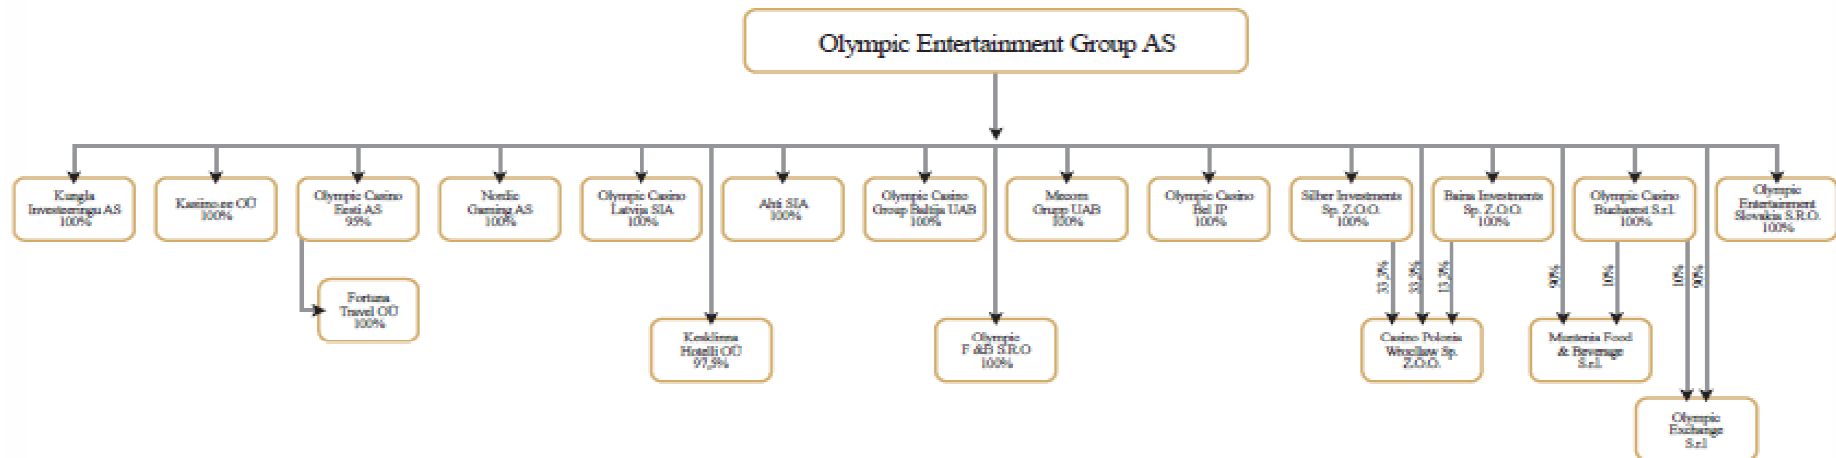 Olympic Entertainment Group AS
Kungla
Investeeringu AS
100%
Kasiino.ee OÜ
100%
Olympic Casino
Eesti AS
95%
Nordic
Gaming AS
100%
Olympic Casino
Latvija SIA
100%
Ahti SIA
100%
Olympic Casino
Group Baltija UAB
100%
Mecom
Grupp UAB
100%
Olympic Casino
Bel IP
100%
Silber Investments
Sp. Z.O.O.
100%
Baina Investments
Sp. Z.O.O.
100%
Olympic Casino
Bucharest S.r.l.
100%
Olympic
Entertainment
Slovakia S.R.O.
100%
33,3%
33,3%
13,3%
90%
10%
10%
90%
Fortuna
Travel OÜ
100%
Kesklinna
Hotelli OÜ
97,5%
Olympic
F &B S.R.O
100%
Casino Polonia
Wroclaw Sp.
Z.O.O.
Muntenia Food
& Beverage
S.r.l.
Olympic
Exchange
S.r.l